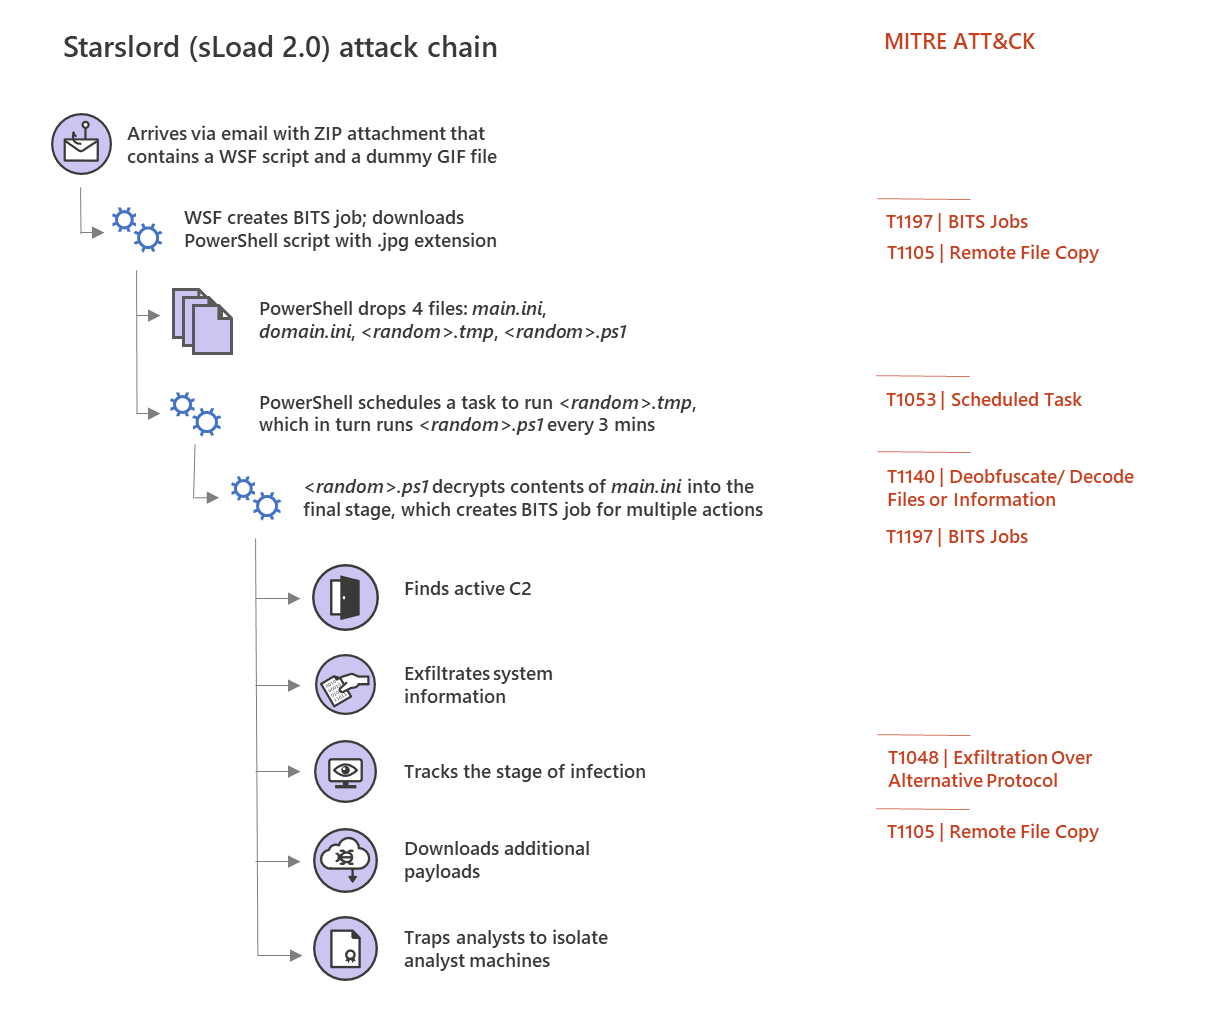 Starslord (sLoad 2.0) attack chain
MITRE ATT&CK
Arrives via email with ZIP attachment that
contains a WSF script and a dummy GIF file
WSF creates BITS job; downloads
PowerShell script with .jpg extension
T1197 | BITS Jobs
T1105 | Remote File Copy
PowerShell drops 4 files: main.ini,
domain.ini, <random>.tmp, <random>.ps1
PowerShell schedules a task to run <random>.tmp,
which in turn runs <random>.ps1 every 3 mins
T1053 | Scheduled Task
<random>.ps1 decrypts contents of main.ini into the
final stage, which creates BITS job for multiple actions
T1140 | Deobfuscate/ Decode
Files or Information
T1197 | BITS Jobs
Finds active C2
Exfiltrates system
information
Tracks the stage of infection
T1048 | Exfiltration Over
Alternative Protocol
Downloads additional
payloads
T1105 | Remote File Copy
Traps analysts to isolate
analyst machines